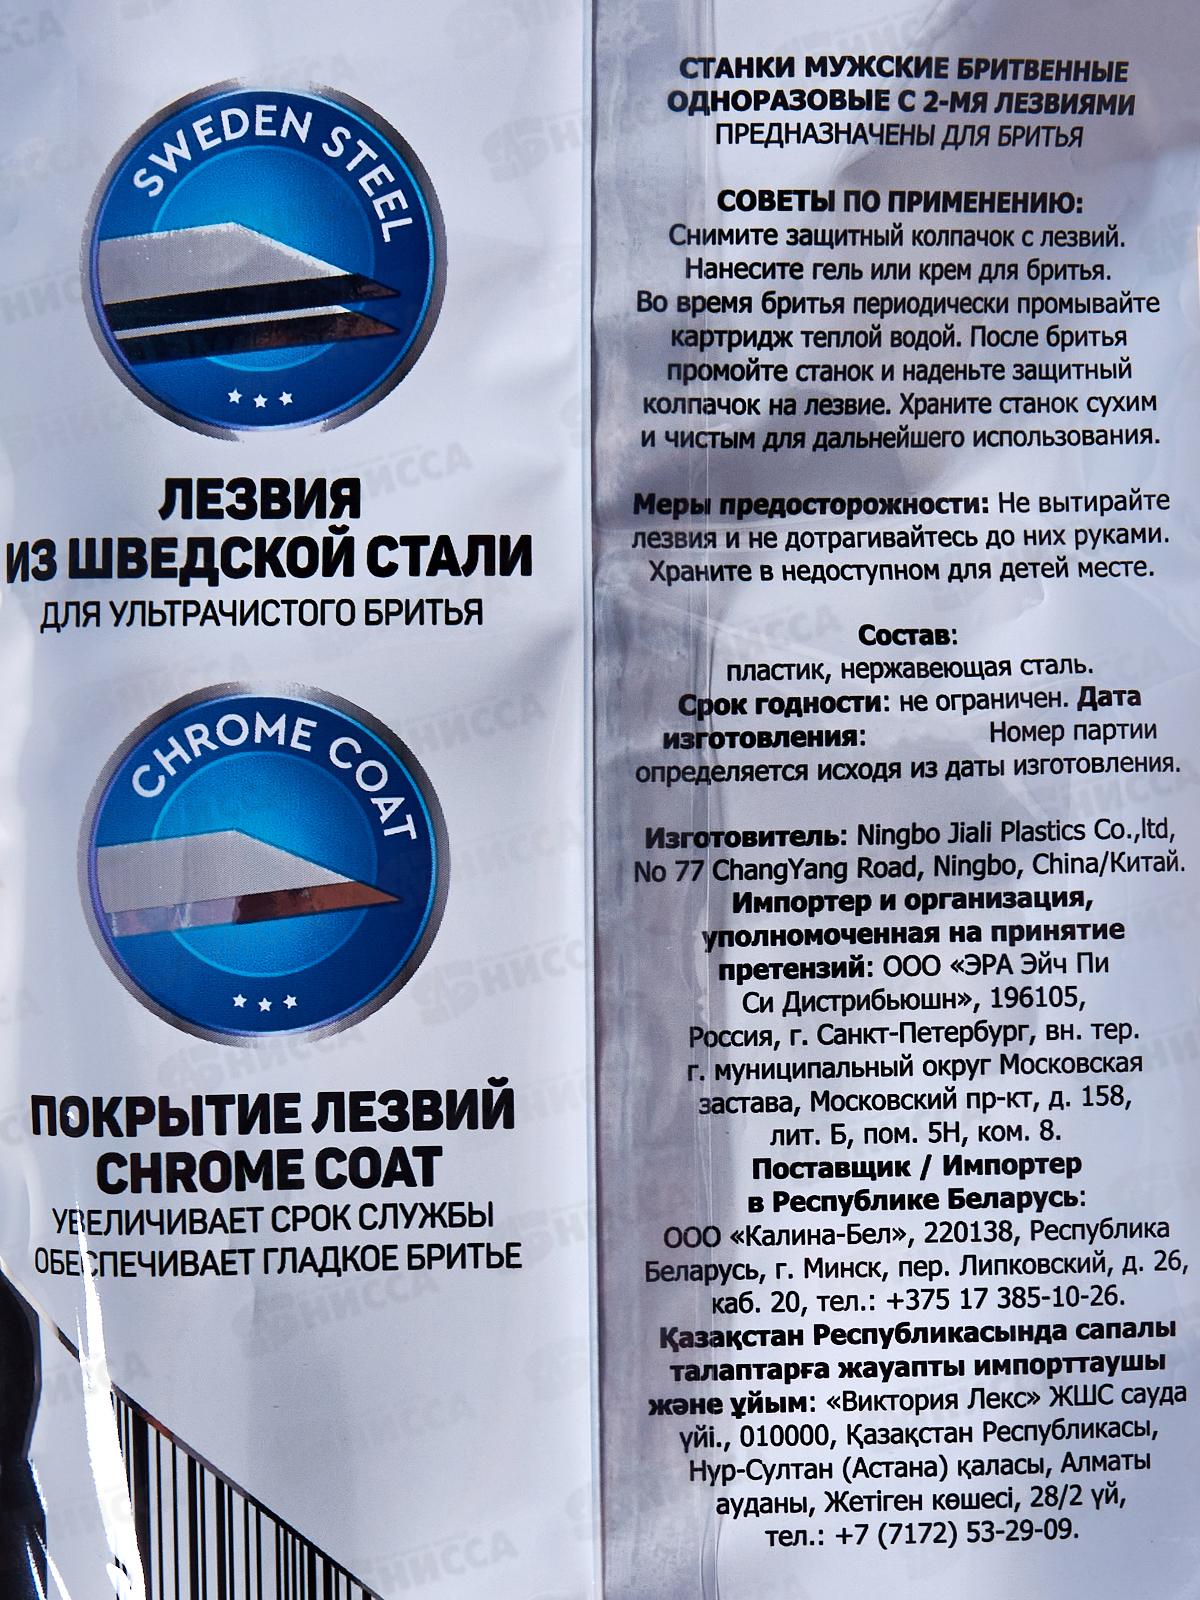 SWEDEN STEEL
ЛЕЗВИЯ
ИЗ ШВЕДСКОЙ СТАЛИ
ДЛЯ УЛЬТРАЧИСТОГО БРИТЬЯ
CHROME COAT
ПОКРЫТИЕ ЛЕЗВИЙ
CHROME COAT
УВЕЛИЧИВАЕТ СРОК СЛУЖБЫ
ОБЕСПЕЧИВАЕТ ГЛАДКОЕ БРИТЬЕ
СТАНКИ МУЖСКИЕ БРИТВЕННЫЕ
ОДНОРАЗОВЫЕ С 2-МЯ ЛЕЗВИЯМИ
ПРЕДНАЗНАЧЕНЫ ДЛЯ БРИТЬЯ
СОВЕТЫ ПО ПРИМЕНЕНИЮ:
Снимите защитный колпачок с лезвий.
Нанесите гель или крем для бритья.
Во время бритья периодически промывайте
картридж теплой водой. После бритья
промойте станок и наденьте защитный
колпачок на лезвие. Храните станок сухим
и чистым для дальнейшего использования.
Меры предосторожности: Не вытирайте
лезвия и не дотрагивайтесь до них руками.
Храните в недоступном для детей месте.
Состав:
пластик, нержавеющая сталь.
Срок годности: не ограничен. Дата
изготовления: Номер партии
определяется исходя из даты изготовления.
Изготовитель: Ningbo Jiali Plastics Co.,ltd,
No 77 ChangYang Road, Ningbo, China/Китай.
Импортер и организация,
уполномоченная на принятие
претензий: ООО «ЭРА Эйч Пи
Си Дистрибьюшн», 196105,
Россия, г. Санкт-Петербург, вн. тер.
г. муниципальный округ Московская
застава, Московский пр-кт, д. 158,
лит. Б, пом. 5Н, ком. 8.
Поставщик / Импортер
в Республике Беларусь:
ООО «Калина-Бел», 220138, Республика
Беларусь, г. Минск, пер. Липковский, д. 26,
каб. 20, тел.: +375 17 385-10-26.
Қазақстан Республикасында сапалы
талаптарға жауапты импорттаушы
және ұйым: «Виктория Лекс» ЖШС сауда
үйі., 010000, Қазақстан Республикасы,
Нур-Султан (Астана) қаласы, Алматы
ауданы, Жетіген көшесі, 28/2 үй,
тел.: +7 (7172) 53-29-09.